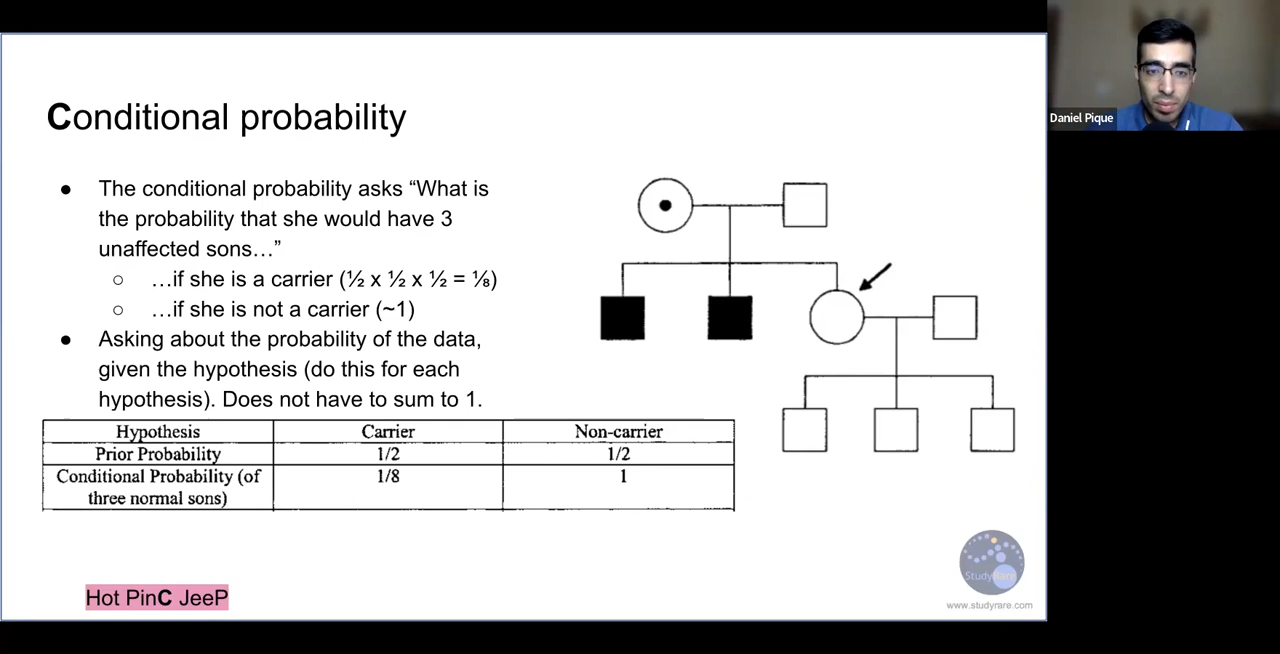 Conditional probability
● The conditional probability asks “What is
the probability that she would have 3
unaffected sons…”
○ …if she is a carrier (½ x ½ x ½ = ⅛)
○ …if she is not a carrier (~1)
● Asking about the probability of the data,
given the hypothesis (do this for each
hypothesis). Does not have to sum to 1.
Hypothesis Carrier Non-carrier
Prior Probability 1/2 1/2
Conditional Probability (of 1/8 1
three normal sons)
Hot PinC JeeP
StudyRare
www.studyrare.com
Daniel Pique